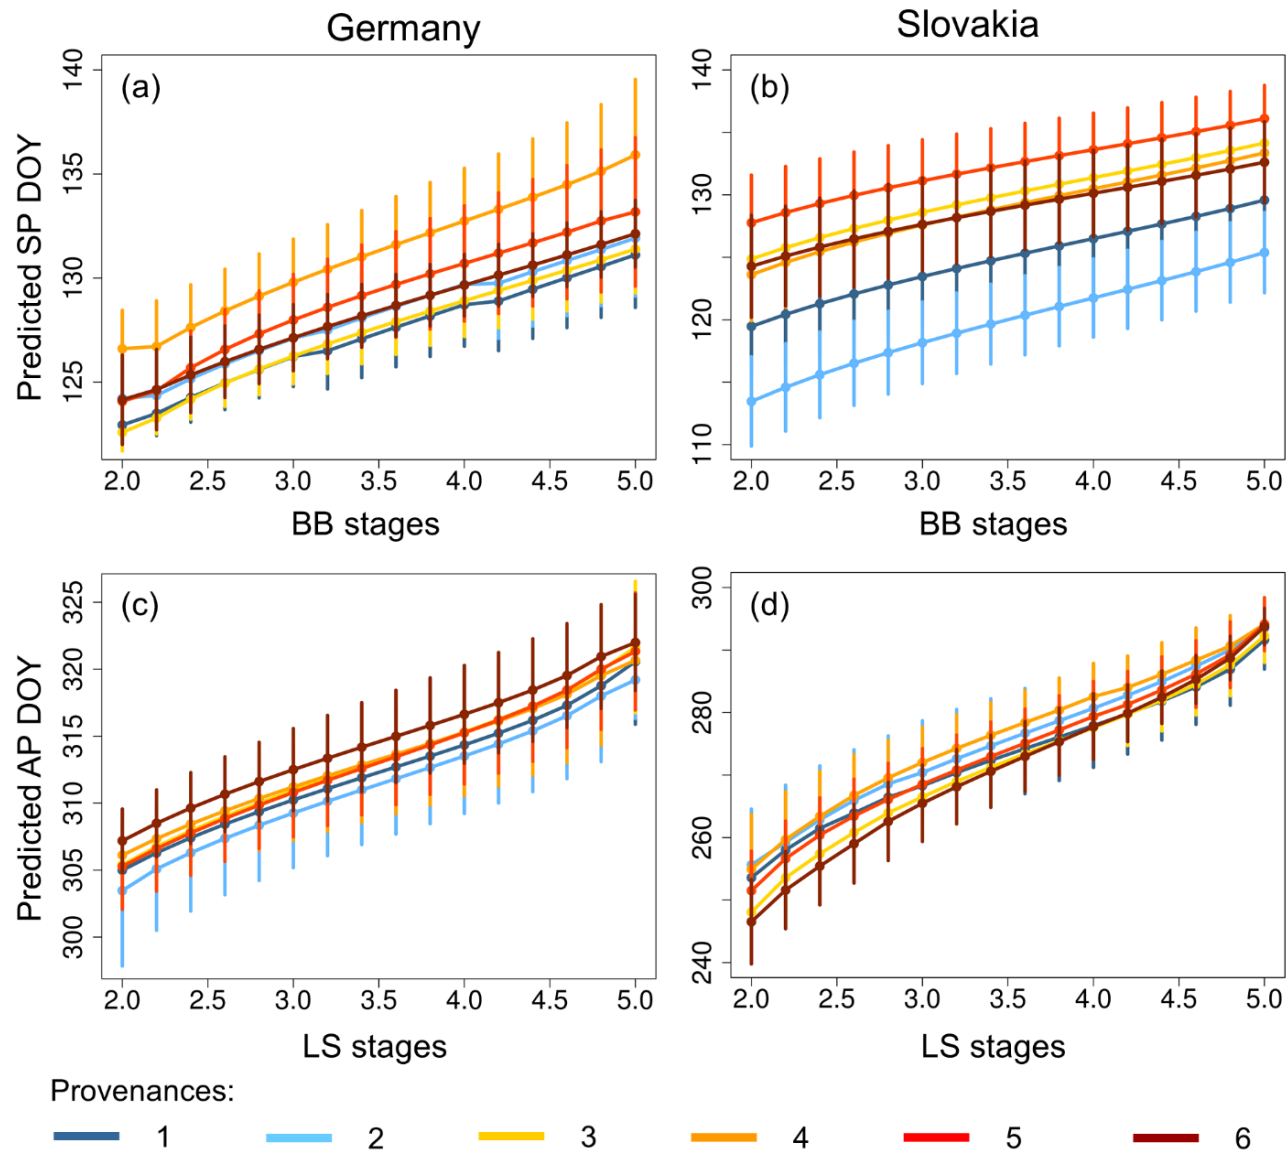 Germany
Slovakia
(a)
Predicted SP DOY
140
135
130
125
2.0 2.5 3.0 3.5 4.0 4.5 5.0
BB stages
(b)
140
130
120
110
2.0 2.5 3.0 3.5 4.0 4.5 5.0
BB stages
(c)
Predicted AP DOY
325
320
315
310
305
300
2.0 2.5 3.0 3.5 4.0 4.5 5.0
LS stages
(d)
300
280
260
240
2.0 2.5 3.0 3.5 4.0 4.5 5.0
LS stages
Provenances:
1 2 3 4 5 6